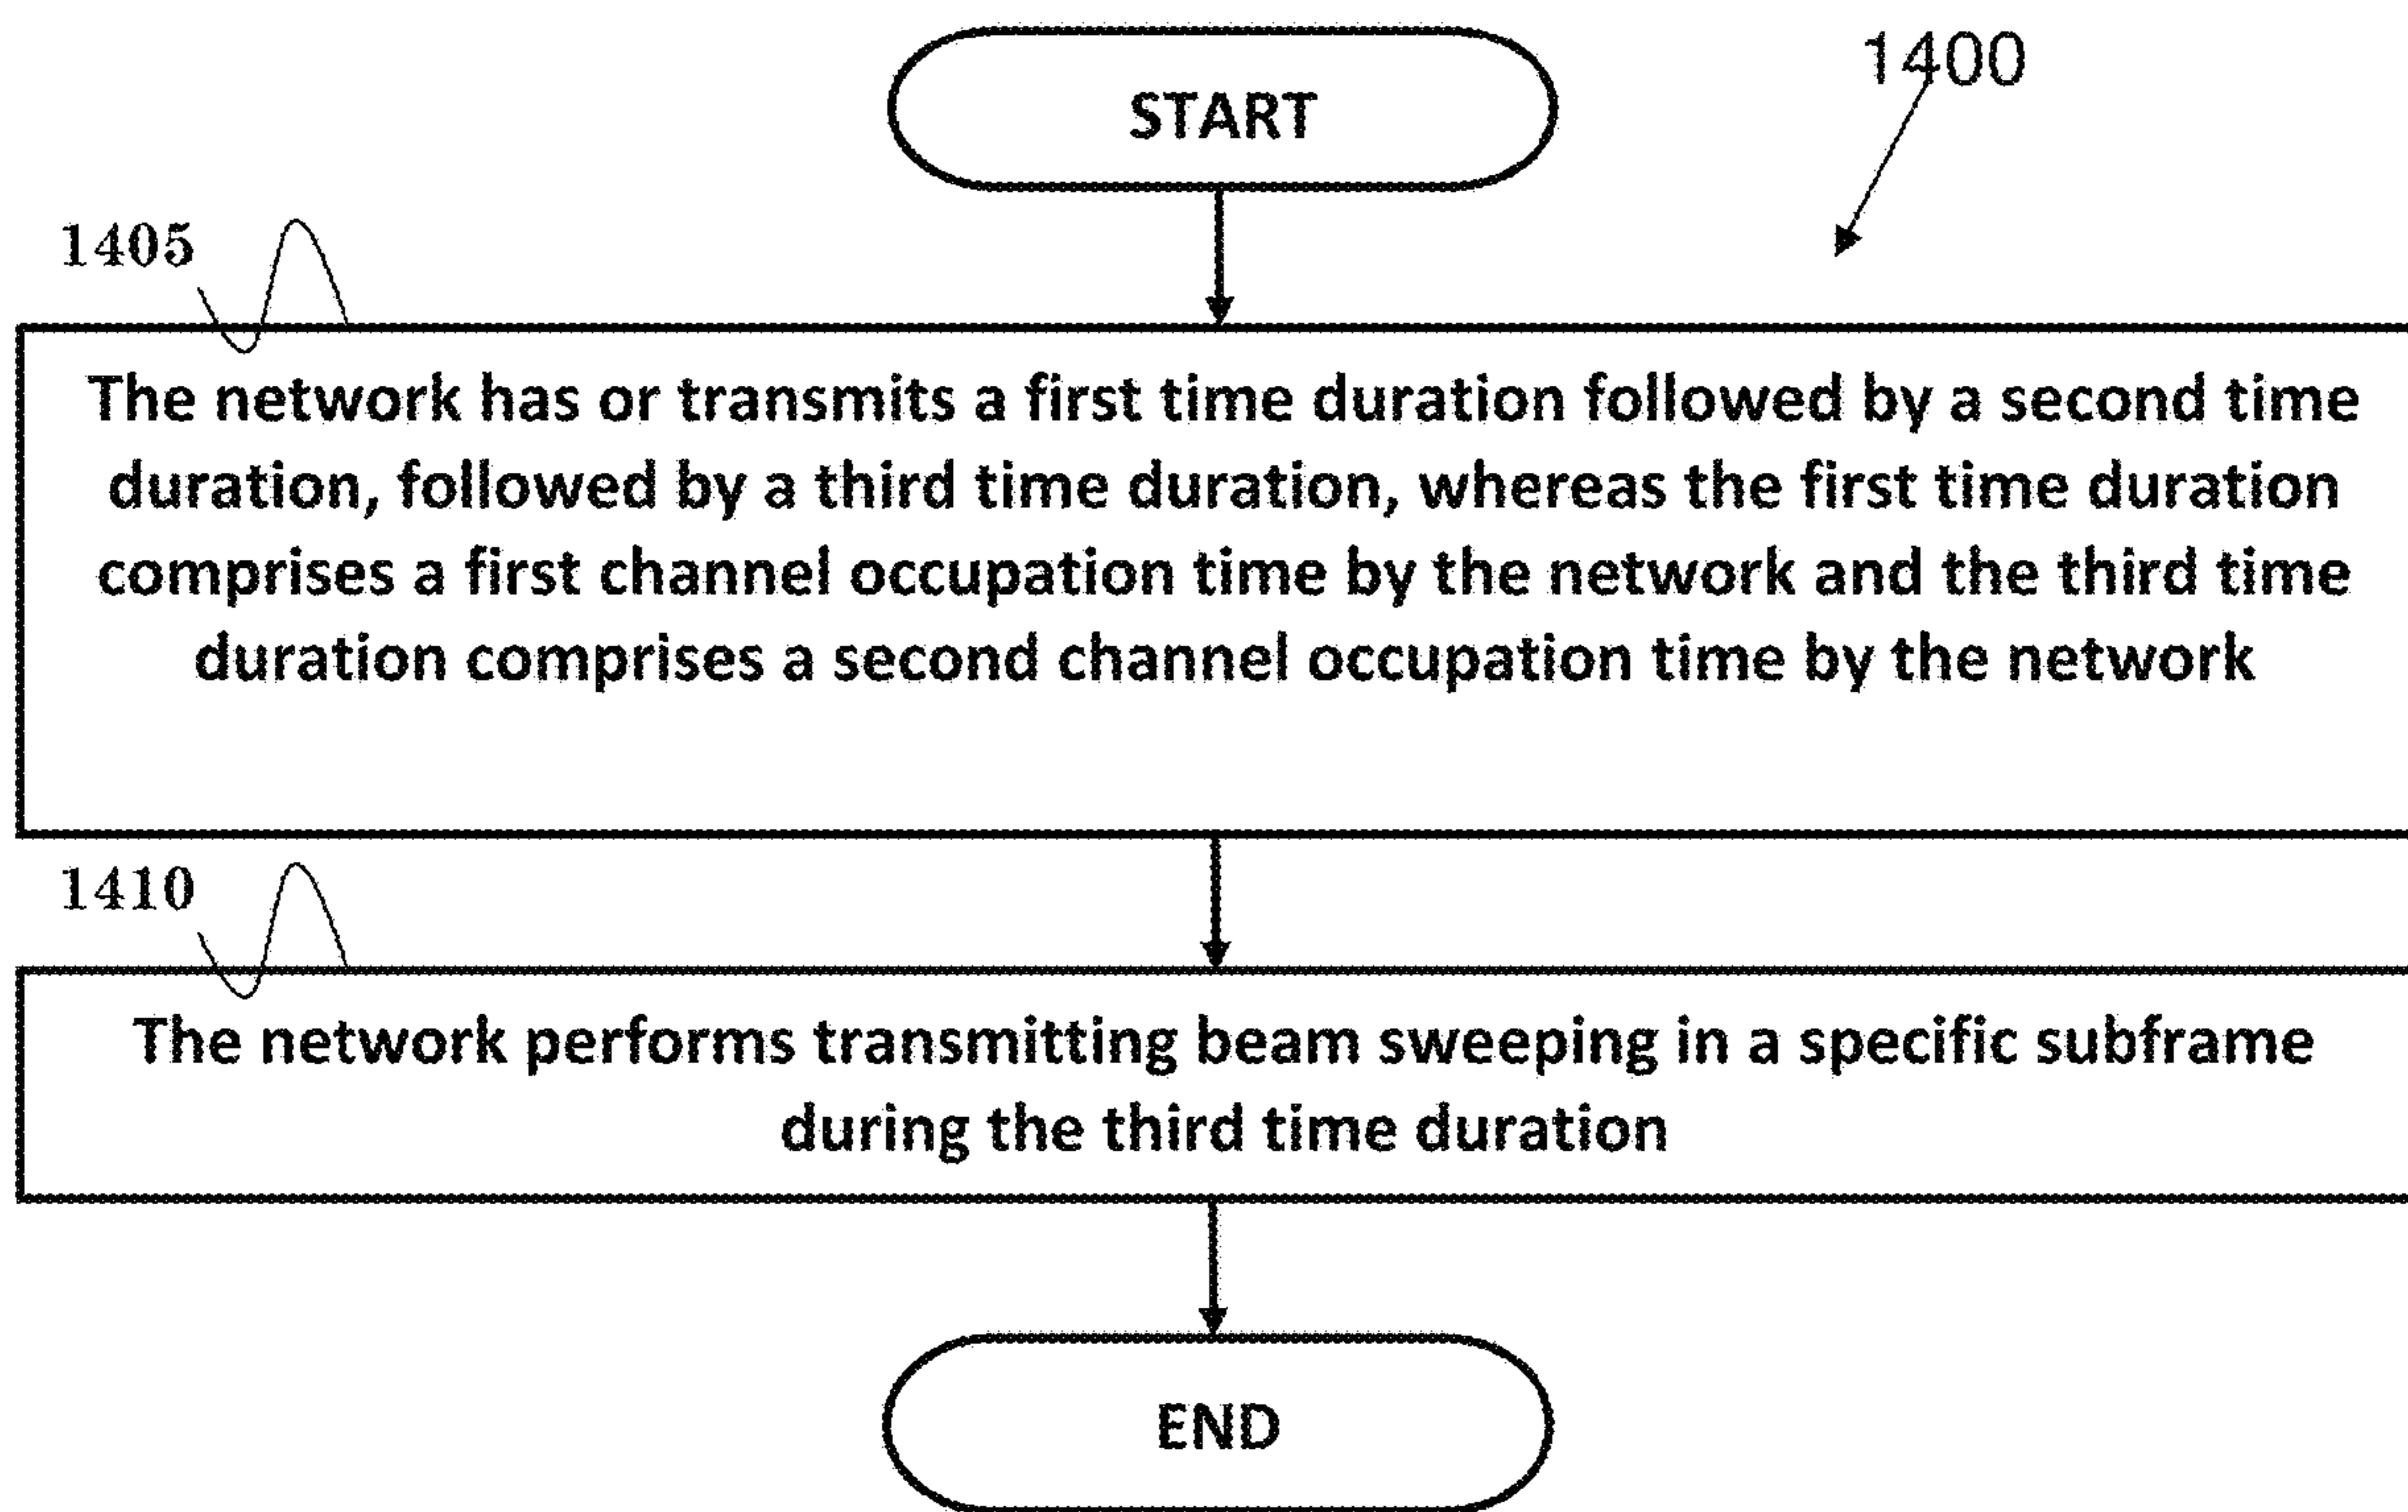 START
1400
1405
The network has or transmits a first time duration followed by a second time
duration, followed by a third time duration, whereas the first time duration
comprises a first channel occupation time by the network and the third time
duration comprises a second channel occupation time by the network
1410
The network performs transmitting beam sweeping in a specific subframe
during the third time duration
END